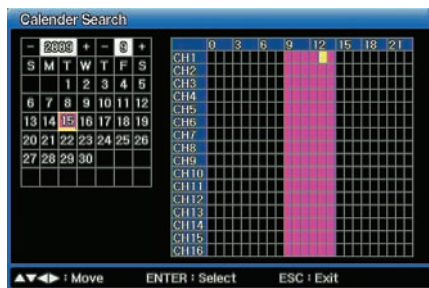 Calender Search
- 2009 + - 9 +
S M T W T F S
1 2 3 4 5
6 7 8 9 10 11 12
13 14 15 16 17 18 19
20 21 22 23 24 25 26
27 28 29 30
0 3 6 9 12 15 18 21
CH1
CH2
CH3
CH4
CH5
CH6
CH7
CH8
CH9
CH10
CH11
CH12
CH13
CH14
CH15
CH16
▲▼◀▶ : Move ENTER : Select ESC : Exit